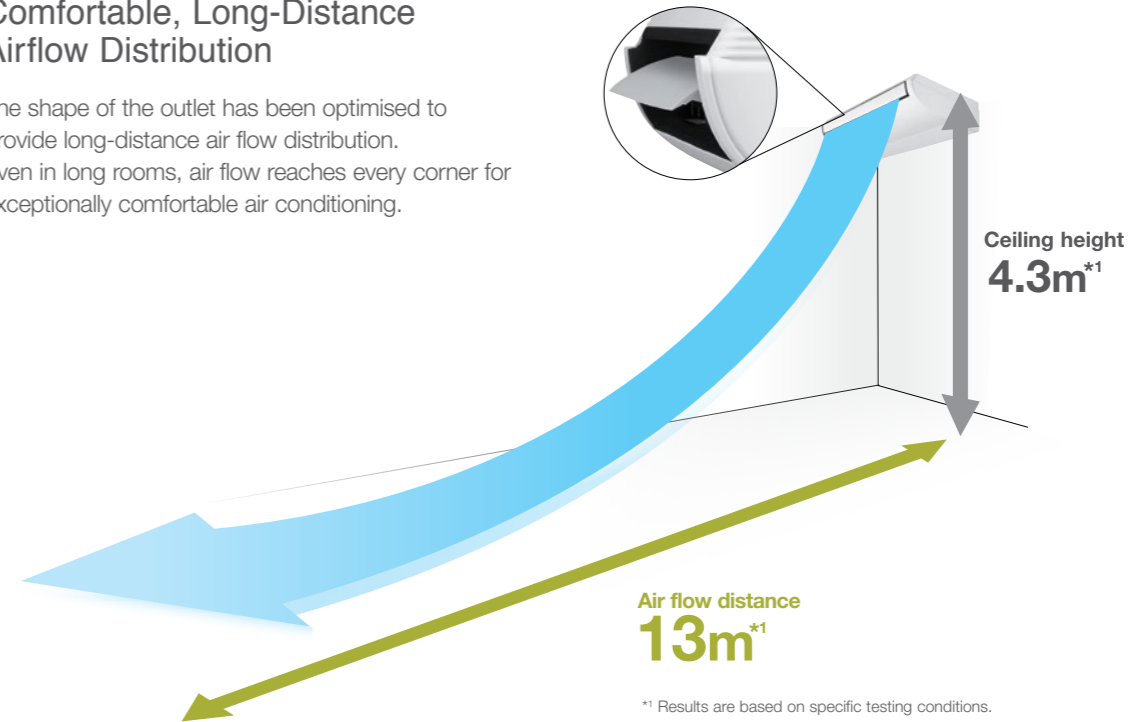 Comfortable, Long-Distance
Airflow Distribution
he shape of the outlet has been optimised to
rovide long-distance air flow distribution.
ven in long rooms, air flow reaches every corner for
xceptionally comfortable air conditioning.
Ceiling height
4.3m*1
Air flow distance
13m*1
*1 Results are based on specific testing conditions.